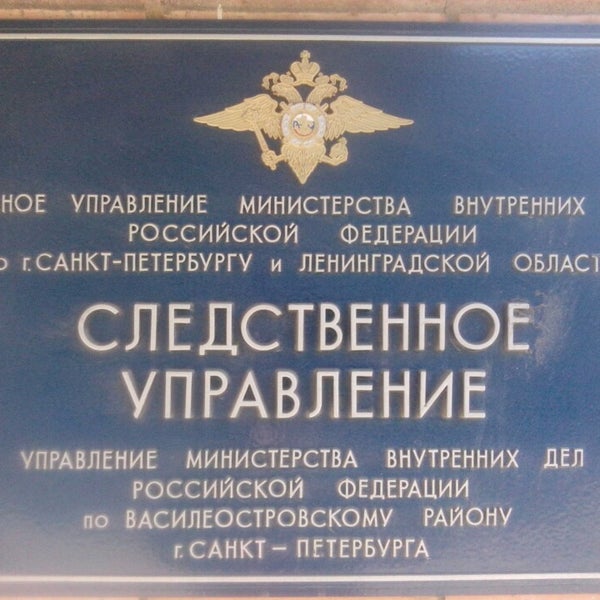 НОЕ УПРАВЛЕНИЕ МИНИСТЕРСТВА ВНУТРЕННИХ
РОССИЙСКОЙ ФЕДЕРАЦИИ
о г.САНКТ-ПЕТЕРБУРГУ и ЛЕНИНГРАДСКОЙ ОБЛАСТ
СЛЕДСТВЕННОЕ
УПРАВЛЕНИЕ
УПРАВЛЕНИЕ МИНИСТЕРСТВА ВНУТРЕННИХ ДЕЛ
РОССИЙСКОЙ ФЕДЕРАЦИИ
по ВАСИЛЕОСТРОВСКОМУ РАЙОНУ
г.САНКТ – ПЕТЕРБУРГА